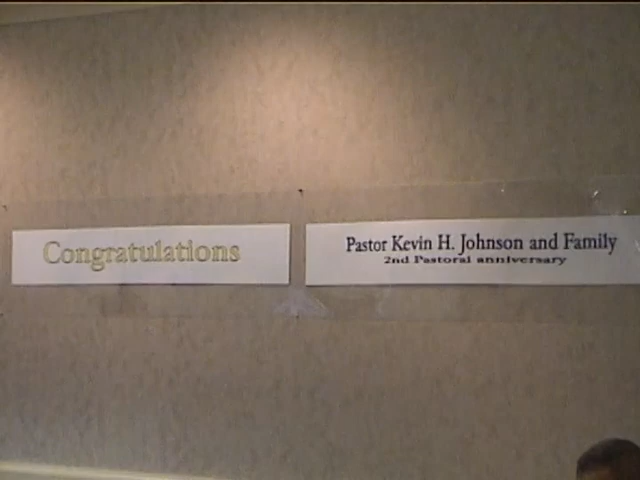 Congratulations
Pastor Kevin H. Johnson and Family
2nd Pastoral anniversary